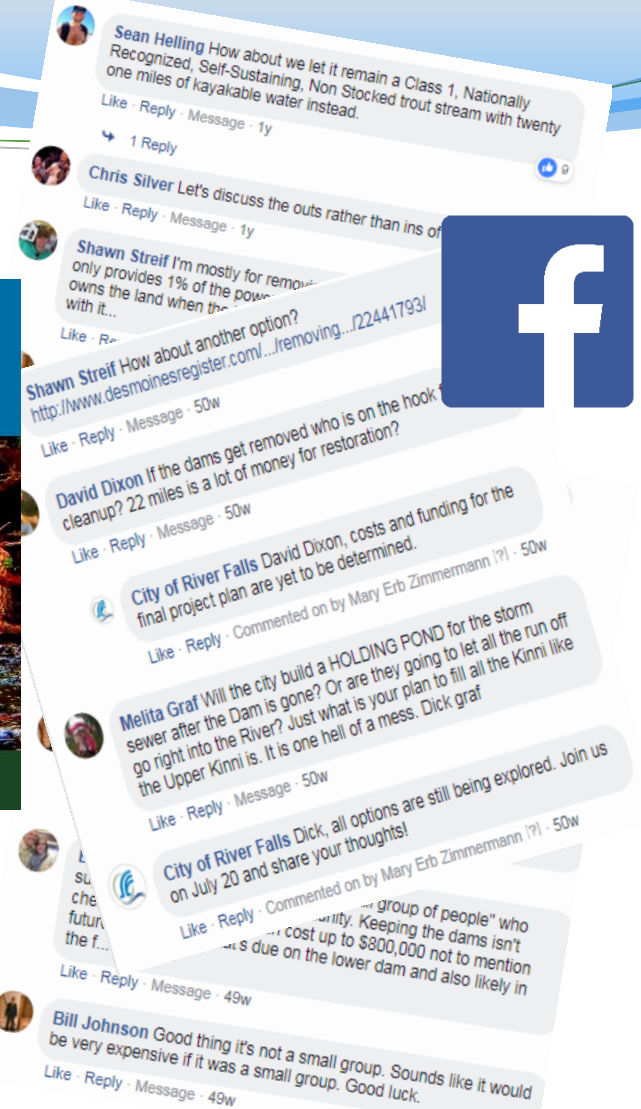 Sean Helling How about we let it remain a Class 1, Nationally
Recognized, Self-Sustaining, Non Stocked trout stream with twenty
one miles of kayakable water instead.
Like · Reply · Message · 1y
1 Reply
9
Chris Silver Let's discuss the outs rather than ins of
Like · Reply · Message · 1y
Shawn Streif I'm mostly for
only provides 1% of the
owns the land when
with it...
Like ·
f
Shawn Streif How about another option?
http://www.desmoinesregister.com/.../removing.../22441793/
Like · Reply · Message · 50w
David Dixon If the dams get removed who is on the hook
cleanup? 22 miles is a lot of money for restoration?
Like · Reply · Message · 50w
City of River Falls David Dixon, costs and funding for the
final project plan are yet to be determined.
Like · Reply · Commented on by Mary Erb Zimmermann [?] · 50w
Melita Graf Will the city build a HOLDING POND for the storm
sewer after the Dam is gone? Or are they going to let all the run off
go right into the River? Just what is your plan to fill all the Kinni like
the Upper Kinni is. It is one hell of a mess. Dick graf
Like · Reply · Message · 50w
City of River Falls Dick, all options are still being explored. Join us
on July 20 and share your thoughts!
Like · Reply · Commented on by Mary Erb Zimmermann [?] · 50w
group of people" who
Keeping the dams isn't
cost up to $800,000 not to mention
due on the lower dam and also likely in
the f...
Like · Reply · Message · 49w
Bill Johnson Good thing it's not a small group. Sounds like it would
be very expensive if it was a small group. Good luck.
Like · Reply · Message · 49w